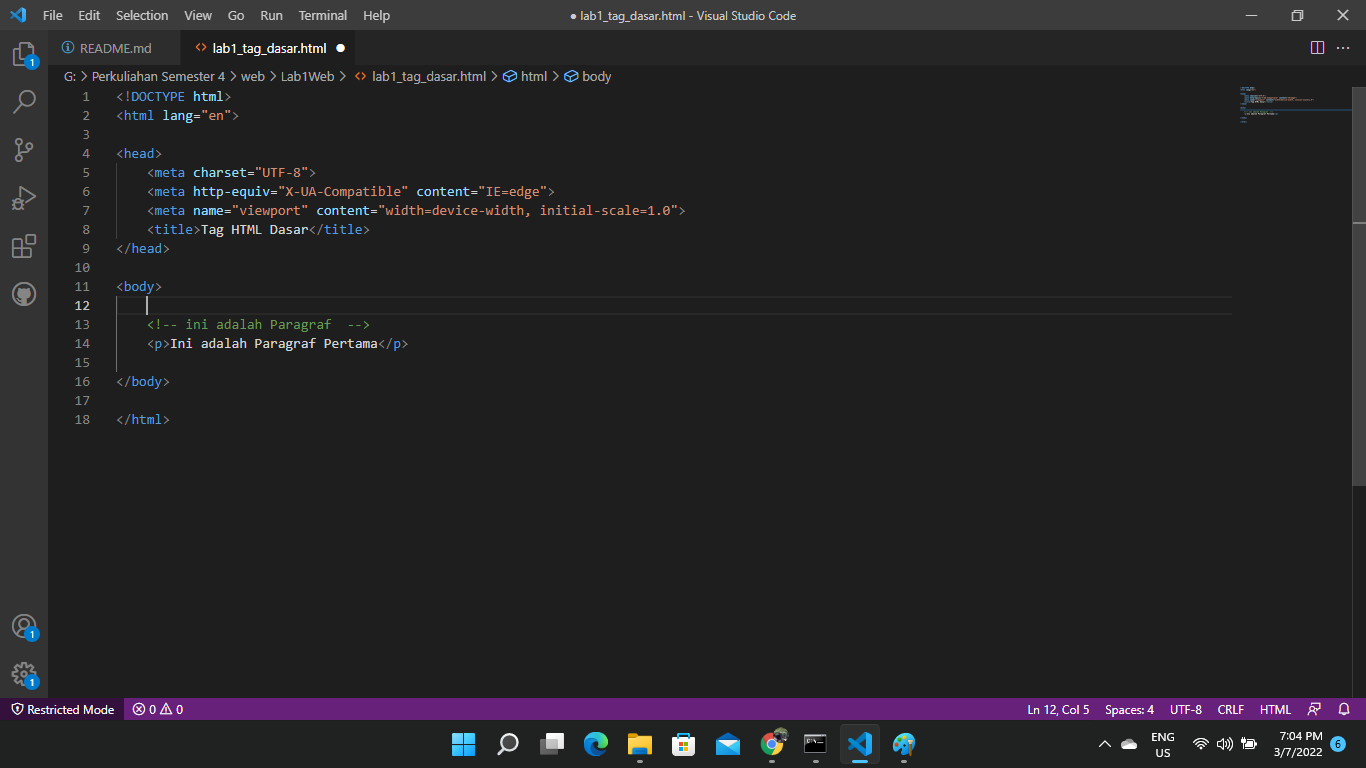 File Edit Selection View Go Run Terminal Help ● lab1_tag_dasar.html - Visual Studio Code
README.md lab1_tag_dasar.html ●
G: > Perkuliahan Semester 4 > web > Lab1Web > lab1_tag_dasar.html > html > body
1 <!DOCTYPE html>
2 <html lang="en">
3
4 <head>
5 <meta charset="UTF-8">
6 <meta http-equiv="X-UA-Compatible" content="IE=edge">
7 <meta name="viewport" content="width=device-width, initial-scale=1.0">
8 <title>Tag HTML Dasar</title>
9 </head>
10
11 <body>
12
13 <!-- ini adalah Paragraf  -->
14 <p>Ini adalah Paragraf Pertama</p>
15
16 </body>
17
18 </html>
1
1
1
Restricted Mode 0 0 Ln 12, Col 5 Spaces: 4 UTF-8 CRLF HTML
ENG 7:04 PM
US 3/7/2022 6